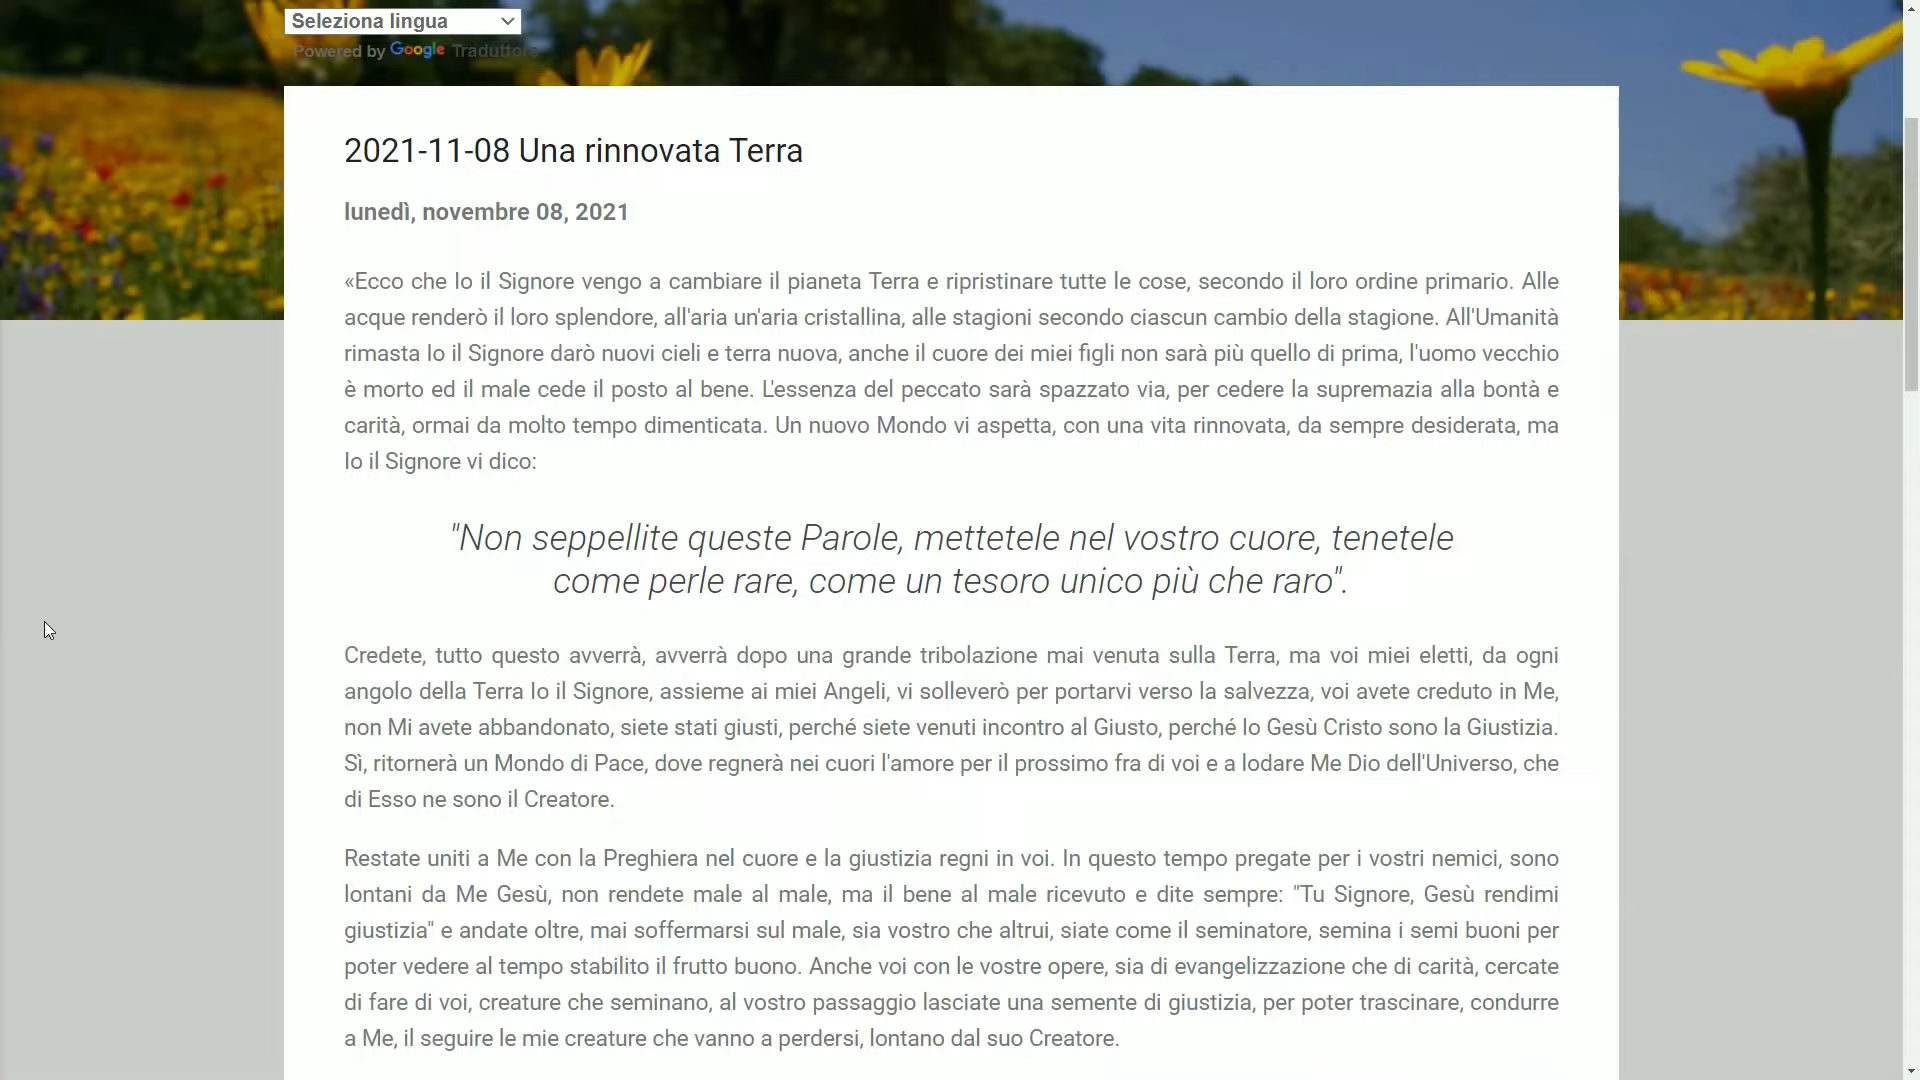 Seleziona lingua
Powered by Google Traduttore
2021-11-08 Una rinnovata Terra
lunedì, novembre 08, 2021
«Ecco che Io il Signore vengo a cambiare il pianeta Terra e ripristinare tutte le cose, secondo il loro ordine primario. Alle
acque renderò il loro splendore, all'aria un'aria cristallina, alle stagioni secondo ciascun cambio della stagione. All'Umanità
rimasta Io il Signore darò nuovi cieli e terra nuova, anche il cuore dei miei figli non sarà più quello di prima, l'uomo vecchio
è morto ed il male cede il posto al bene. L'essenza del peccato sarà spazzato via, per cedere la supremazia alla bontà e
carità, ormai da molto tempo dimenticata. Un nuovo Mondo vi aspetta, con una vita rinnovata, da sempre desiderata, ma
Io il Signore vi dico:
"Non seppellite queste Parole, mettetele nel vostro cuore, tenetele
come perle rare, come un tesoro unico più che raro".
Credete, tutto questo avverrà, avverrà dopo una grande tribolazione mai venuta sulla Terra, ma voi miei eletti, da ogni
angolo della Terra Io il Signore, assieme ai miei Angeli, vi solleverò per portarvi verso la salvezza, voi avete creduto in Me,
non Mi avete abbandonato, siete stati giusti, perché siete venuti incontro al Giusto, perché Io Gesù Cristo sono la Giustizia.
Sì, ritornerà un Mondo di Pace, dove regnerà nei cuori l'amore per il prossimo fra di voi e a lodare Me Dio dell'Universo, che
di Esso ne sono il Creatore.
Restate uniti a Me con la Preghiera nel cuore e la giustizia regni in voi. In questo tempo pregate per i vostri nemici, sono
lontani da Me Gesù, non rendete male al male, ma il bene al male ricevuto e dite sempre: "Tu Signore, Gesù rendimi
giustizia" e andate oltre, mai soffermarsi sul male, sia vostro che altrui, siate come il seminatore, semina i semi buoni per
poter vedere al tempo stabilito il frutto buono. Anche voi con le vostre opere, sia di evangelizzazione che di carità, cercate
di fare di voi, creature che seminano, al vostro passaggio lasciate una semente di giustizia, per poter trascinare, condurre
a Me, il seguire le mie creature che vanno a perdersi, lontano dal suo Creatore.